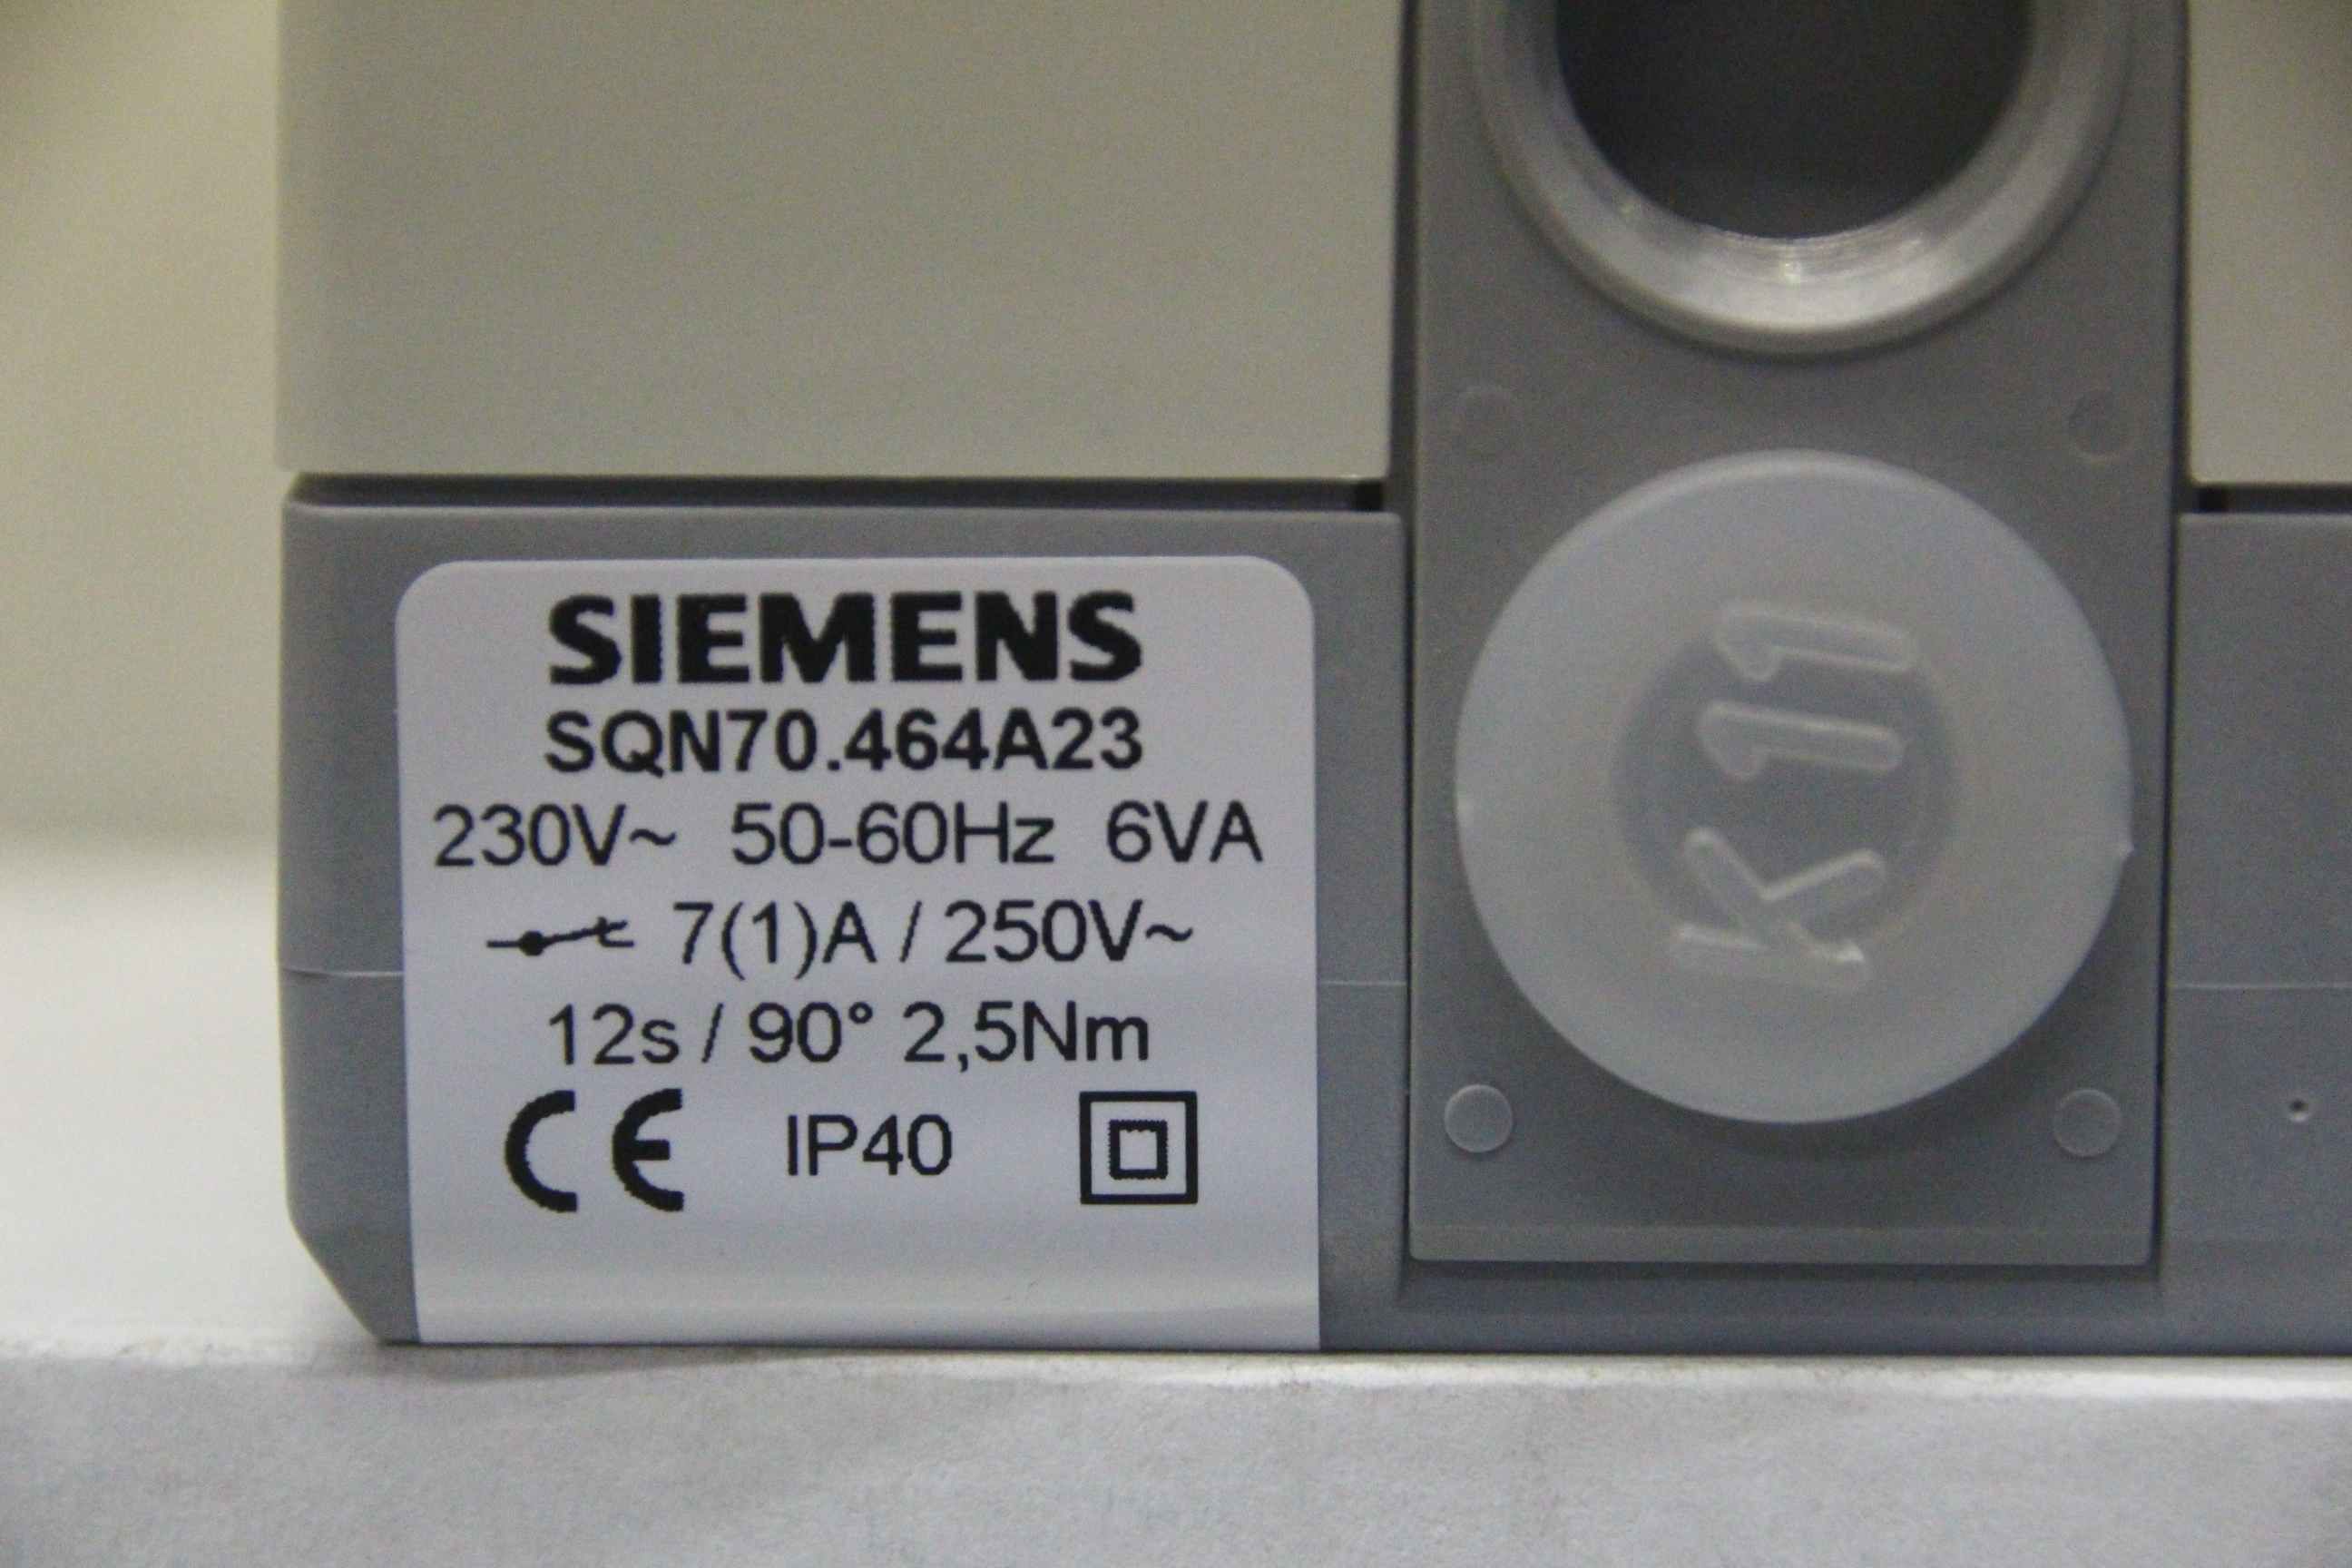 SIEMENS
SQN70.464A23
230V~ 50-60Hz 6VA
7(1)A / 250V~
12s / 90° 2,5Nm
CE IP40
K11